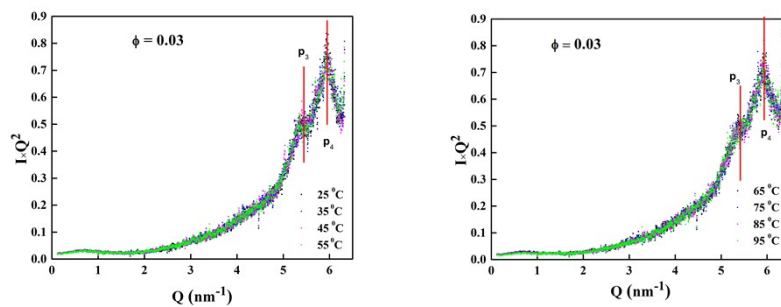 0.9
0.8
0.7
0.6
0.5
0.4
0.3
0.2
0.1
0.0
I×Q²
ϕ = 0.03
p₃
p₄
25 °C
35 °C
45 °C
55 °C
0 1 2 3 4 5 6
Q (nm⁻¹)
0.9
0.8
0.7
0.6
0.5
0.4
0.3
0.2
0.1
0.0
I×Q²
ϕ = 0.03
p₃
p₄
65 °C
75 °C
85 °C
95 °C
0 1 2 3 4 5 6
Q (nm⁻¹)